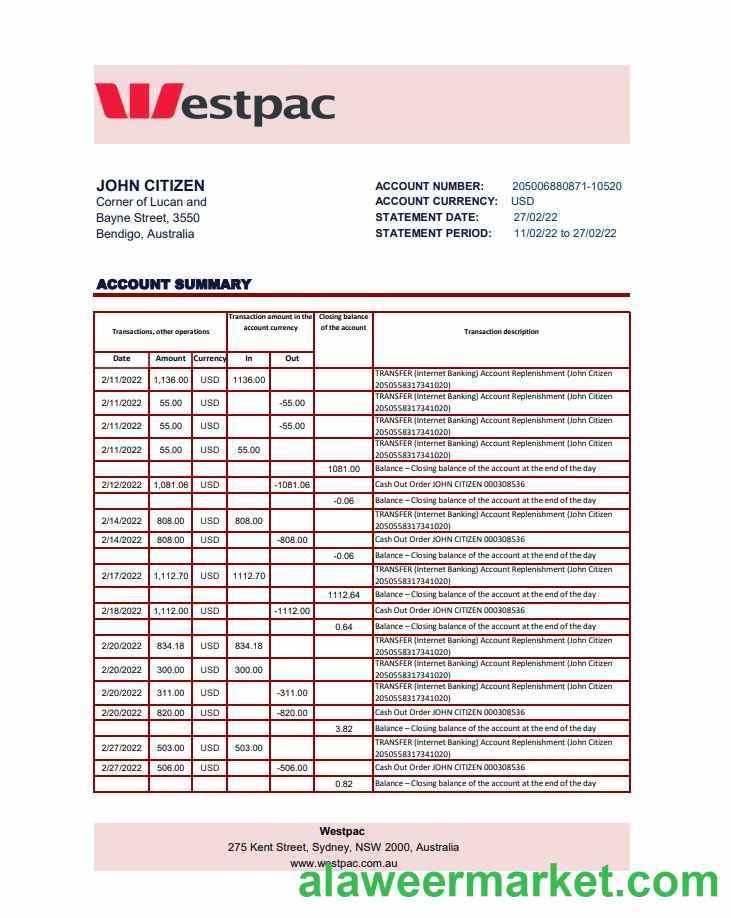 Westpac
JOHN CITIZEN
Corner of Lucan and
Bayne Street, 3550
Bendigo, Australia
ACCOUNT NUMBER: 205006880871-10520
ACCOUNT CURRENCY: USD
STATEMENT DATE: 27/02/22
STATEMENT PERIOD: 11/02/22 to 27/02/22
ACCOUNT SUMMARY
Transactions, other operations
Transaction amount in the
account currency
Closing balance
of the account
Transaction description
Date Amount Currency In Out
2/11/2022 1,136.00 USD 1136.00 TRANSFER (Internet Banking) Account Replenishment (John Citizen
2050558317341020)
2/11/2022 55.00 USD -55.00 TRANSFER (Internet Banking) Account Replenishment (John Citizen
2050558317341020)
2/11/2022 55.00 USD -55.00 TRANSFER (Internet Banking) Account Replenishment (John Citizen
2050558317341020)
2/11/2022 55.00 USD 55.00 TRANSFER (Internet Banking) Account Replenishment (John Citizen
2050558317341020)
1081.00 Balance – Closing balance of the account at the end of the day
2/12/2022 1,081.06 USD -1081.06 Cash Out Order JOHN CITIZEN 000308536
-0.06 Balance – Closing balance of the account at the end of the day
2/14/2022 808.00 USD 808.00 TRANSFER (Internet Banking) Account Replenishment (John Citizen
2050558317341020)
2/14/2022 808.00 USD -808.00 Cash Out Order JOHN CITIZEN 000308536
-0.06 Balance – Closing balance of the account at the end of the day
2/17/2022 1,112.70 USD 1112.70 TRANSFER (Internet Banking) Account Replenishment (John Citizen
2050558317341020)
1112.64 Balance – Closing balance of the account at the end of the day
2/18/2022 1,112.00 USD -1112.00 Cash Out Order JOHN CITIZEN 000308536
0.64 Balance – Closing balance of the account at the end of the day
2/20/2022 834.18 USD 834.18 TRANSFER (Internet Banking) Account Replenishment (John Citizen
2050558317341020)
2/20/2022 300.00 USD 300.00 TRANSFER (Internet Banking) Account Replenishment (John Citizen
2050558317341020)
2/20/2022 311.00 USD -311.00 TRANSFER (Internet Banking) Account Replenishment (John Citizen
2050558317341020)
2/20/2022 820.00 USD -820.00 Cash Out Order JOHN CITIZEN 000308536
3.82 Balance – Closing balance of the account at the end of the day
2/27/2022 503.00 USD 503.00 TRANSFER (Internet Banking) Account Replenishment (John Citizen
2050558317341020)
2/27/2022 506.00 USD -506.00 Cash Out Order JOHN CITIZEN 000308536
0.82 Balance – Closing balance of the account at the end of the day
Westpac
275 Kent Street, Sydney, NSW 2000, Australia
www.westpac.com.au
alaweermarket.com